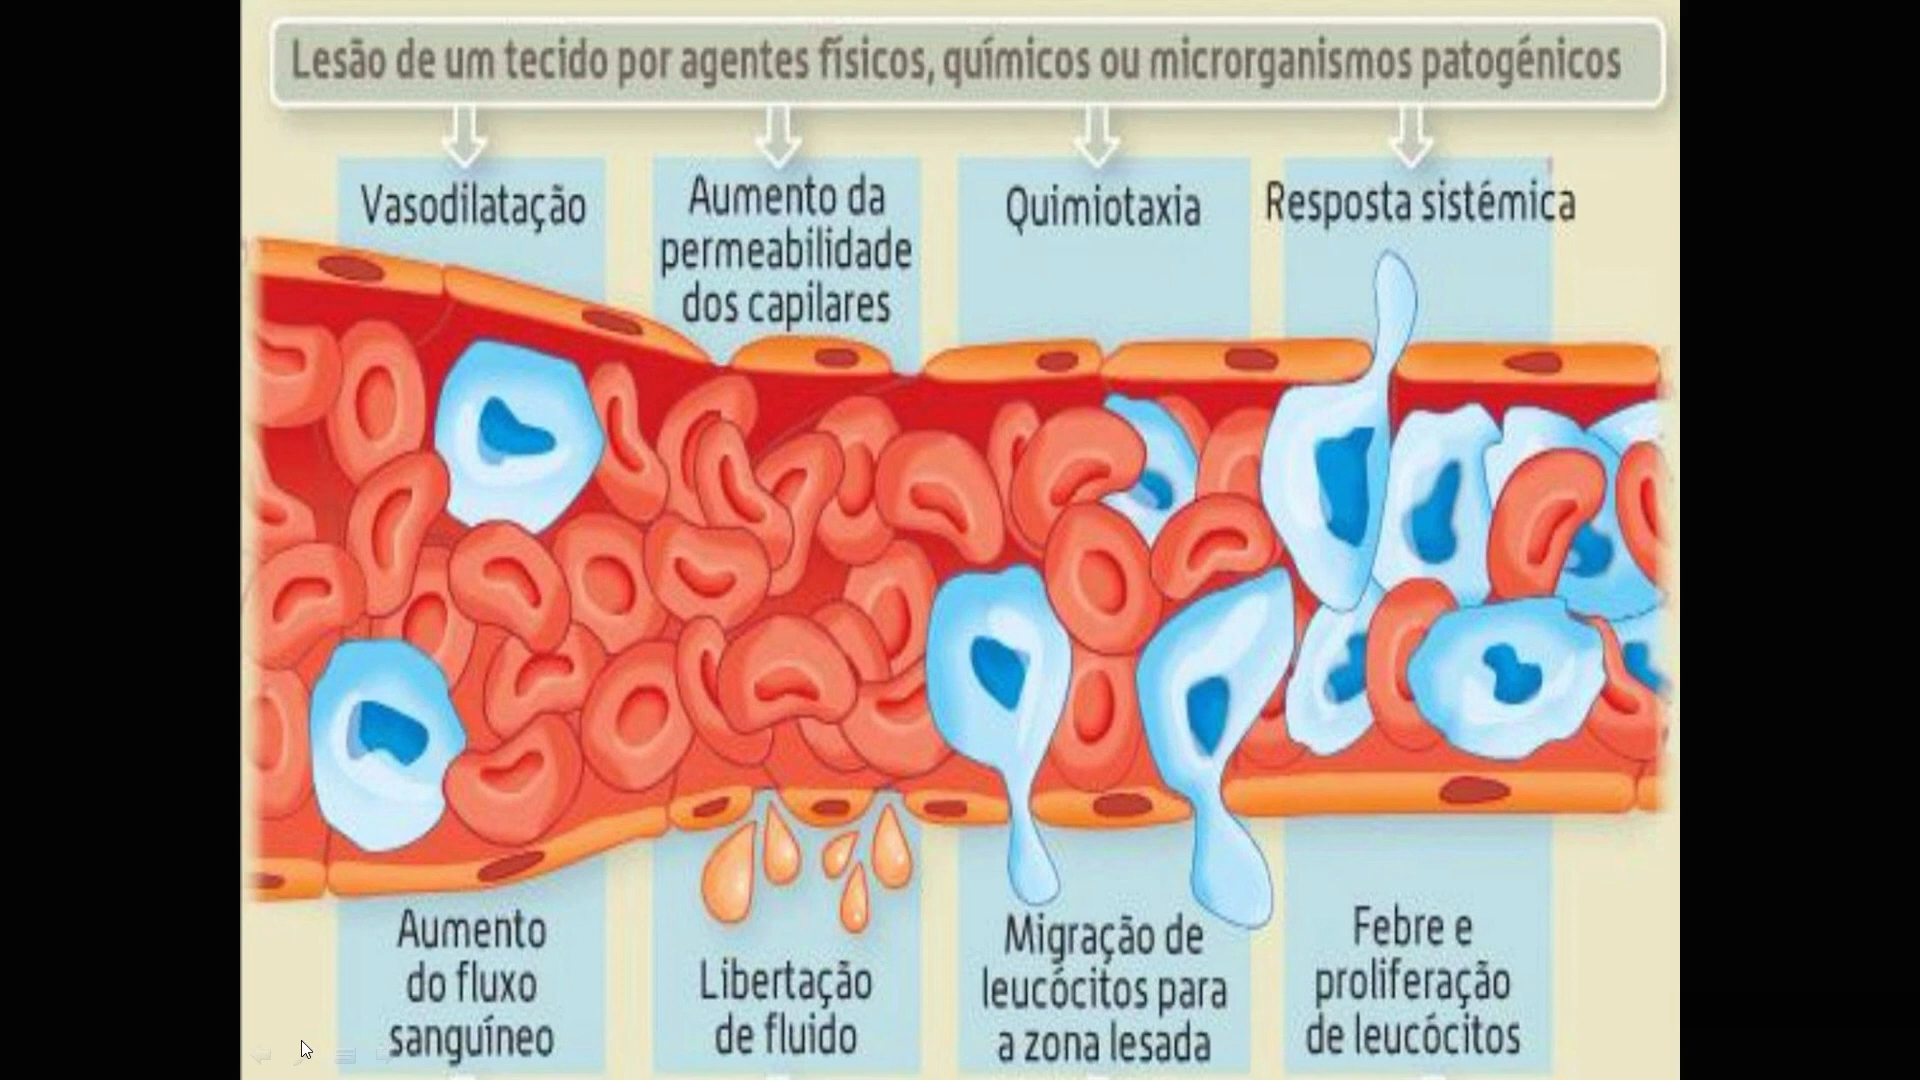 Lesão de um tecido por agentes físicos, químicos ou microrganismos patogénicos
Vasodilatação
Aumento da
permeabilidade
dos capilares
Quimiotaxia
Resposta sistémica
Aumento
do fluxo
sanguíneo
Libertação
de fluido
Migração de
leucócitos para
a zona lesada
Febre e
proliferação
de leucócitos